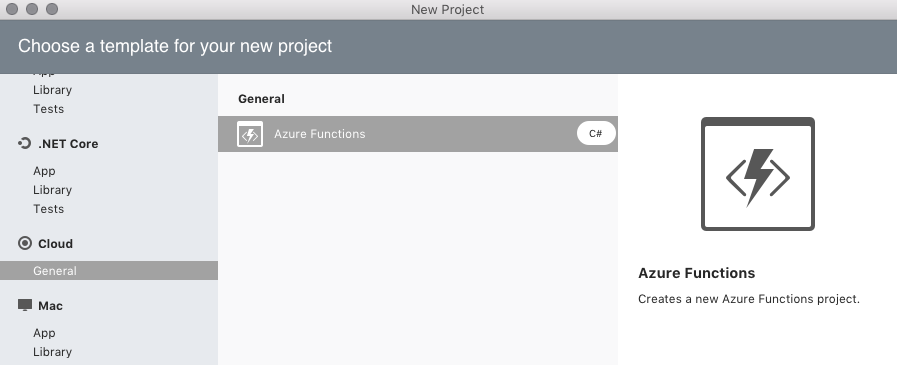 New Project
Choose a template for your new project
App
Library
Tests
.NET Core
App
Library
Tests
Cloud
General
Mac
App
Library
General
Azure Functions
C#
Azure Functions
Creates a new Azure Functions project.